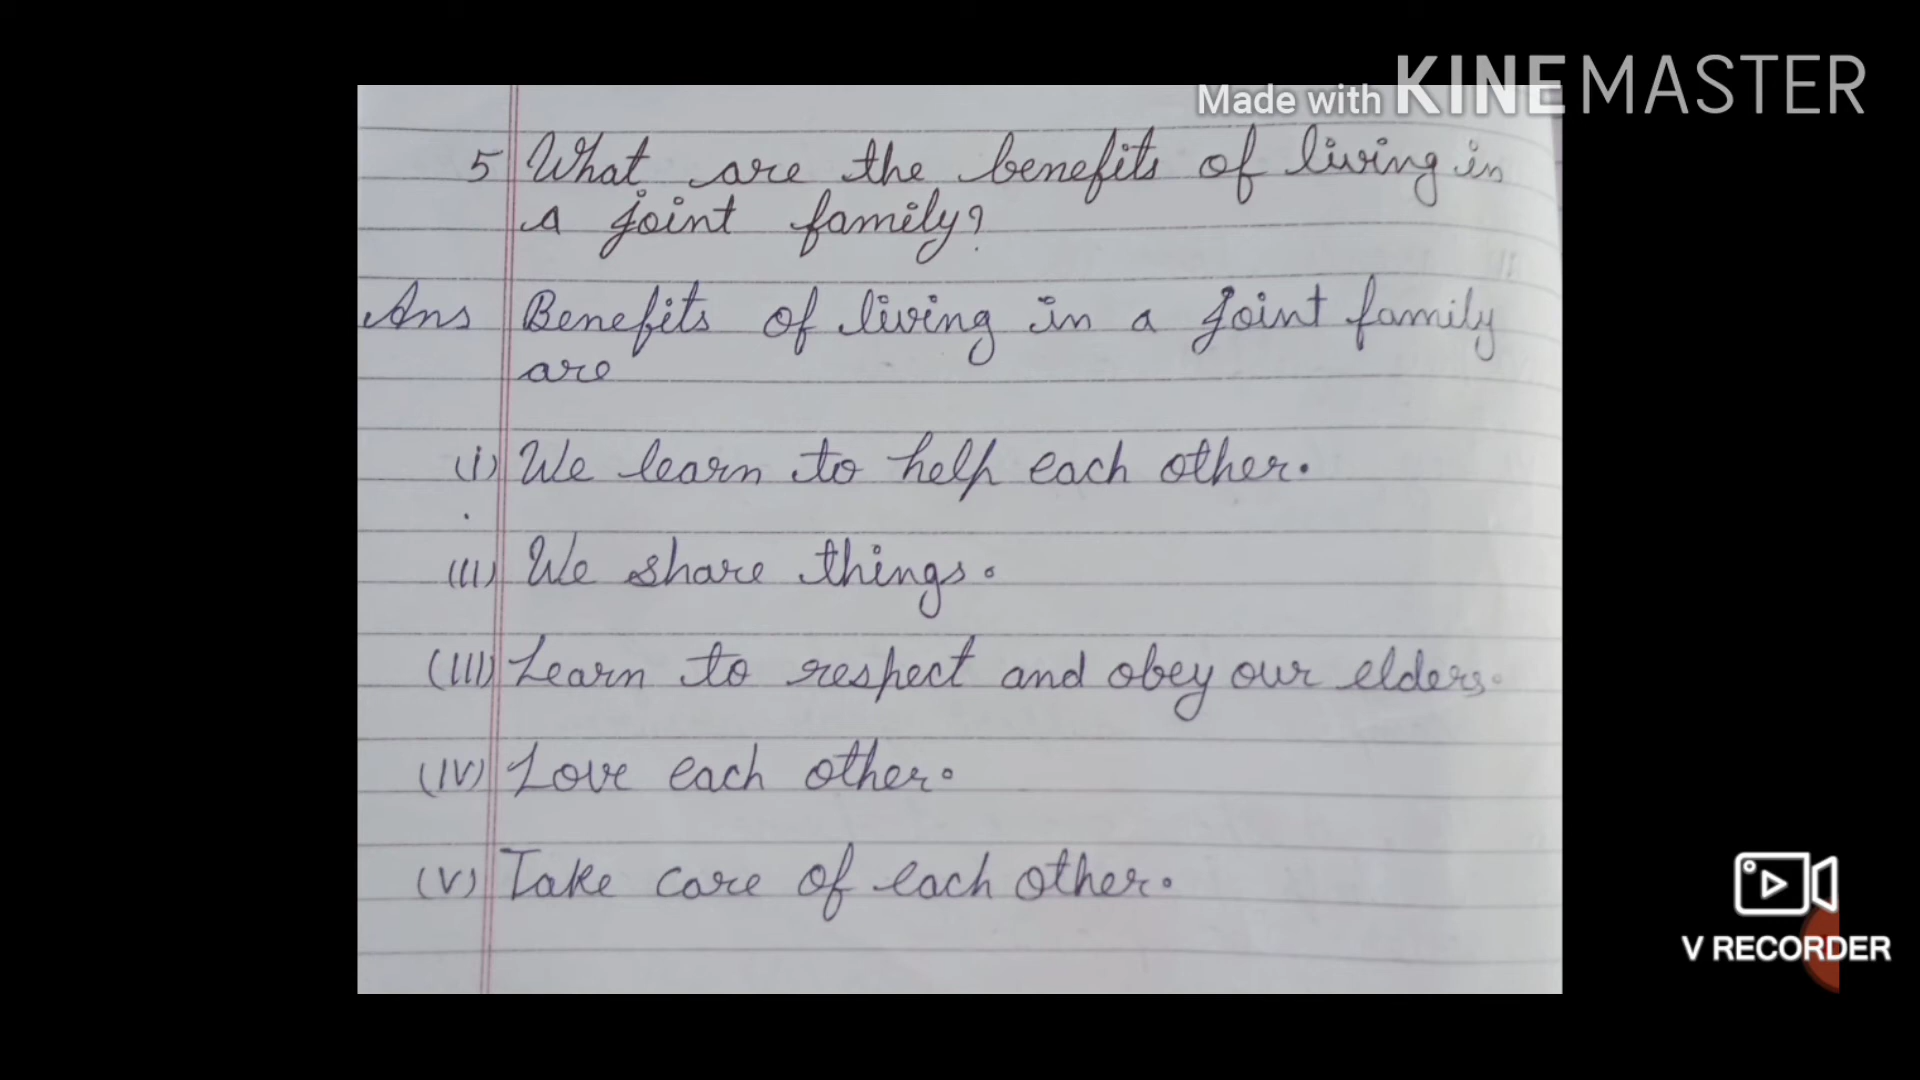 Made with KINEMASTER
5 What are the benefits of living in
a joint family?
Ans Benefits of living in a joint family
are
(i) We learn to help each other.
(II) We share things.
(III) Learn to respect and obey our elders.
(IV) Love each other.
(V) Take care of each other.
V RECORDER